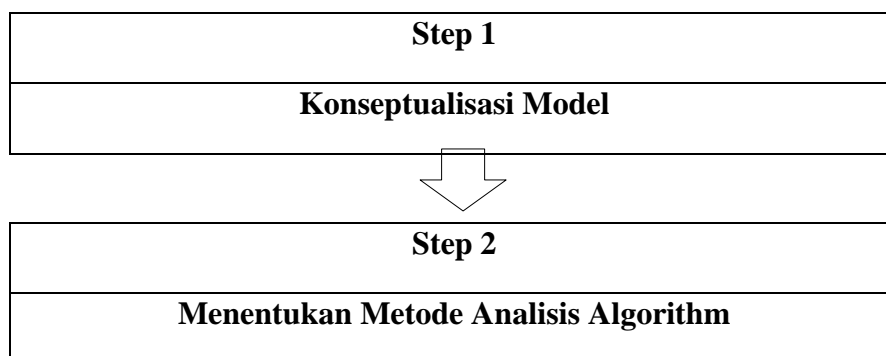 Step 1
Konseptualisasi Model
Step 2
Menentukan Metode Analisis Algorithm